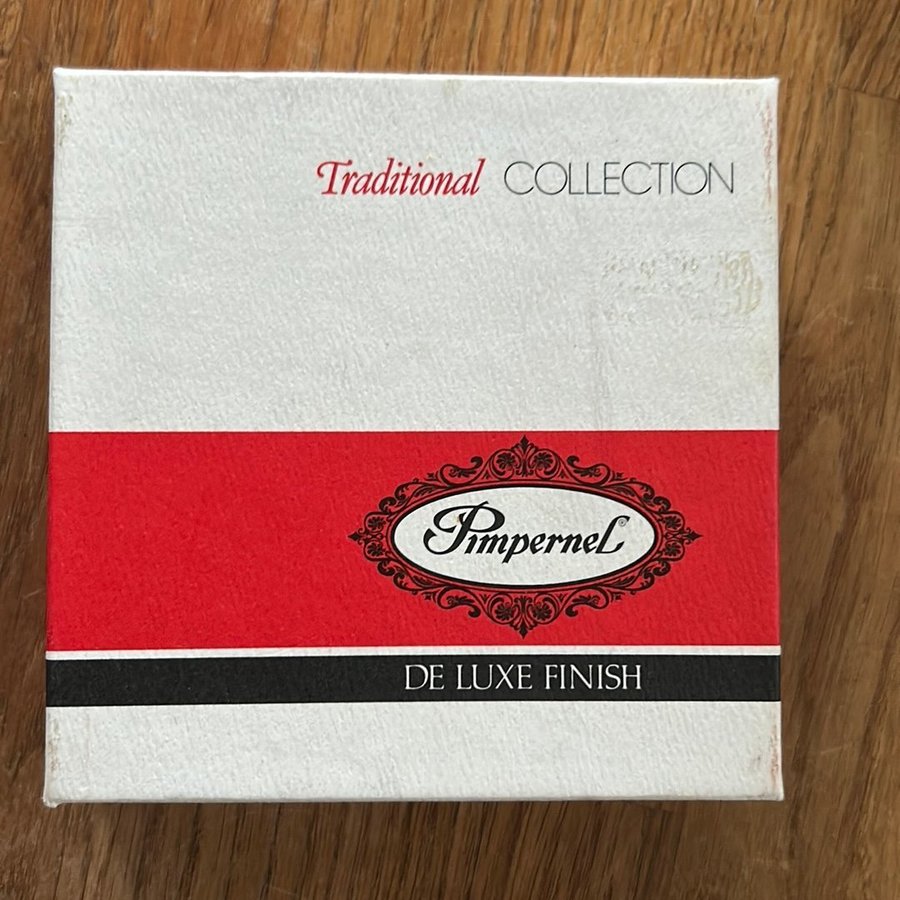 Traditional COLLECTION
Pimpernel®
DE LUXE FINISH